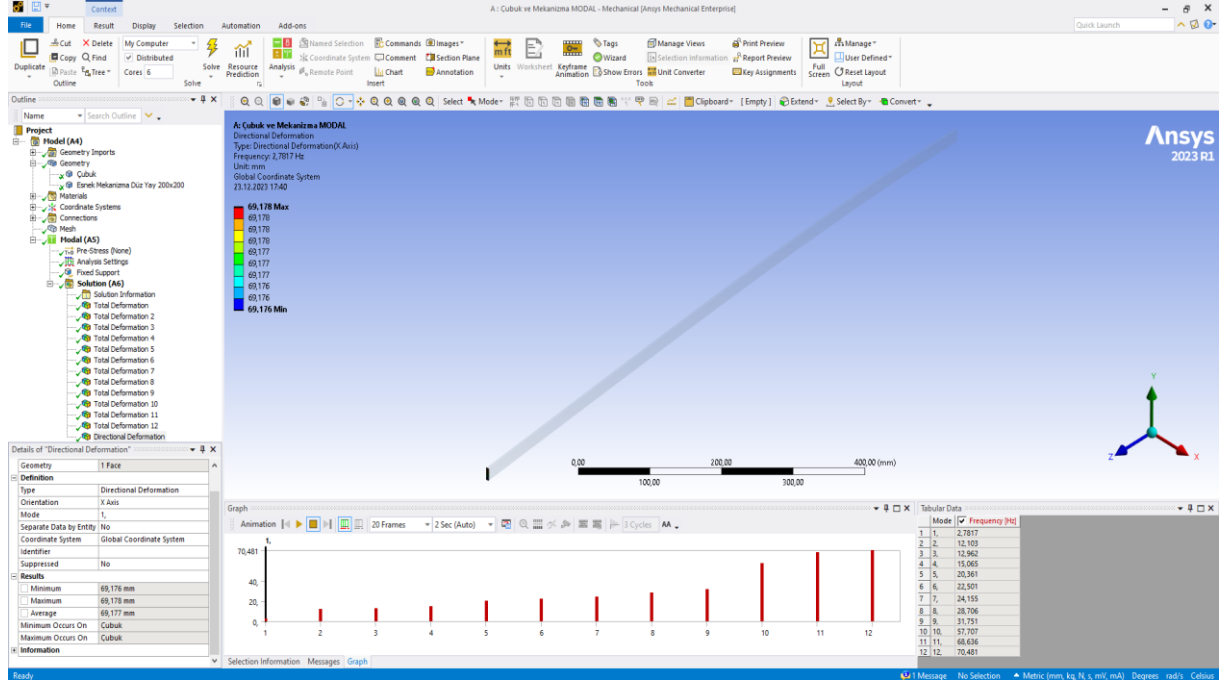 Context
A : Çubuk ve Mekanizma MODAL - Mechanical [Ansys Mechanical Enterprise]
File Home Result Display Selection Automation Add-ons
Quick Launch
Duplicate
Cut
Copy
Paste
Delete
Find
Tree
Outline
My Computer
Distributed
Cores 6
Solve
Solve
Resource Prediction
Analysis
Named Selection
Coordinate System
Remote Point
Commands
Comment
Chart
Images
Section Plane
Annotation
Insert
Units
Worksheet
Keyframe Animation
Tags
Wizard
Show Errors
Manage Views
Selection Information
Unit Converter
Print Preview
Report Preview
Key Assignments
Tools
Full Screen
Manage
User Defined
Reset Layout
Layout
Outline
Select Mode Clipboard [ Empty ] Extend Select By Convert
Name Search Outline
Project
Model (A4)
Geometry Imports
Geometry
Çubuk
Esnek Mekanizma Düz Yay 200x200
Materials
Coordinate Systems
Connections
Mesh
Modal (A5)
Pre-Stress (None)
Analysis Settings
Fixed Support
Solution (A6)
Solution Information
Total Deformation
Total Deformation 2
Total Deformation 3
Total Deformation 4
Total Deformation 5
Total Deformation 6
Total Deformation 7
Total Deformation 8
Total Deformation 9
Total Deformation 10
Total Deformation 11
Total Deformation 12
Directional Deformation
A: Çubuk ve Mekanizma MODAL
Directional Deformation
Type: Directional Deformation(X Axis)
Frequency: 2,7817 Hz
Unit: mm
Global Coordinate System
23.12.2023 17:40
69,178 Max
69,178
69,178
69,178
69,177
69,177
69,177
69,176
69,176
69,176 Min
Ansys
2023 R1
Y
Z
X
0,00 200,00 400,00 (mm)
100,00 300,00
Details of "Directional Deformation"
Geometry 1 Face
Definition
Type Directional Deformation
Orientation X Axis
Mode 1,
Separate Data by Entity No
Coordinate System Global Coordinate System
Identifier
Suppressed No
Results
Minimum 69,176 mm
Maximum 69,178 mm
Average 69,177 mm
Minimum Occurs On Çubuk
Maximum Occurs On Çubuk
Information
Graph
Animation 20 Frames 2 Sec (Auto) 3 Cycles AA
1,
70,481
40,
20,
0,
1 2 3 4 5 6 7 8 9 10 11 12
Selection Information Messages Graph
Tabular Data
Mode Frequency [Hz]
1 1, 2,7817
2 2, 12,103
3 3, 12,962
4 4, 15,065
5 5, 20,361
6 6, 22,501
7 7, 24,155
8 8, 28,706
9 9, 31,751
10 10, 57,707
11 11, 68,636
12 12, 70,481
Ready
1 Message No Selection Metric (mm, kg, N, s, mV, mA) Degrees rad/s Celsius